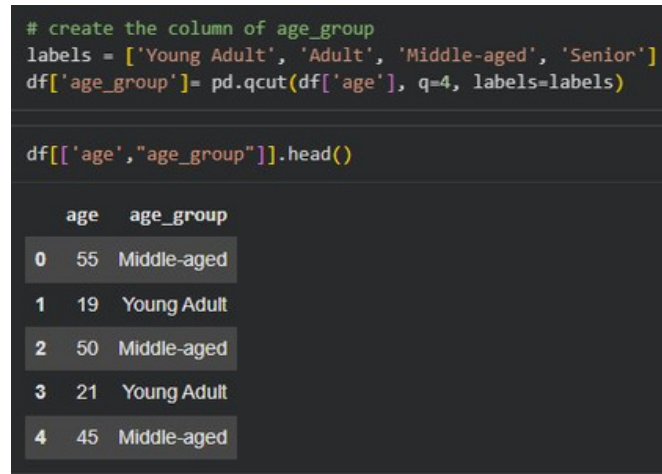 # create the column of age_group
labels = ['Young Adult', 'Adult', 'Middle-aged', 'Senior']
df['age_group']= pd.qcut(df['age'], q=4, labels=labels)
df[['age',"age_group"]].head()
age age_group
0 55 Middle-aged
1 19 Young Adult
2 50 Middle-aged
3 21 Young Adult
4 45 Middle-aged